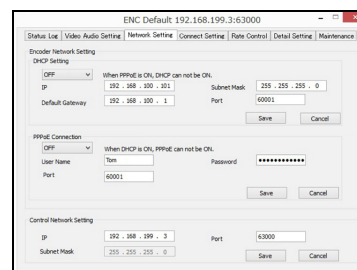 ENC Default 192.168.199.3:63000
Status Log Video Audio Setting Network Setting Connect Setting Rate Control Detail Setting Maintenance
Encoder Network Setting
DHCP Setting
OFF When PPPoE is ON, DHCP can not be ON.
IP 192 . 168 . 100 . 101 Subnet Mask 255 . 255 . 255 . 0
Default Gateway 192 . 168 . 100 . 1 Port 60001
Save Cancel
PPPoE Connection
OFF When DHCP is ON, PPPoE can not be ON.
User Name Tom Password ●●●●●●●●●●●●
Port 60001
Save Cancel
Control Network Setting
IP 192 . 168 . 199 . 3 Port 63000
Subnet Mask 255 . 255 . 255 . 0
Save Cancel